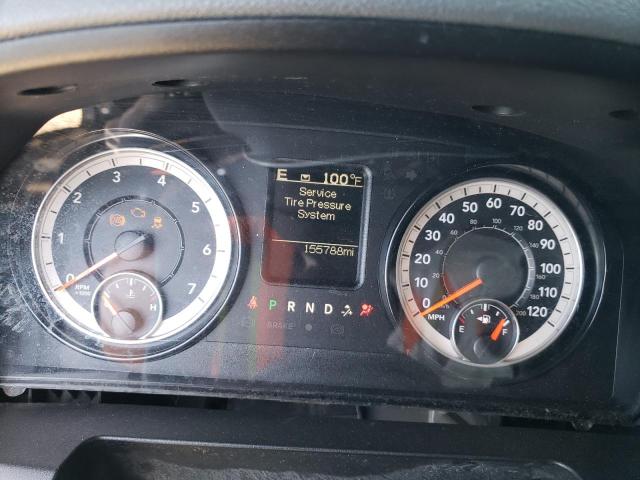 E 100°F
Service
Tire Pressure
System
155788mi
0 1 2 3 4 5 6 7
RPM
H
P R N D
BRAKE
0 10 20 30 40 50 60 70 80 90 100 110 120
MPH
E F